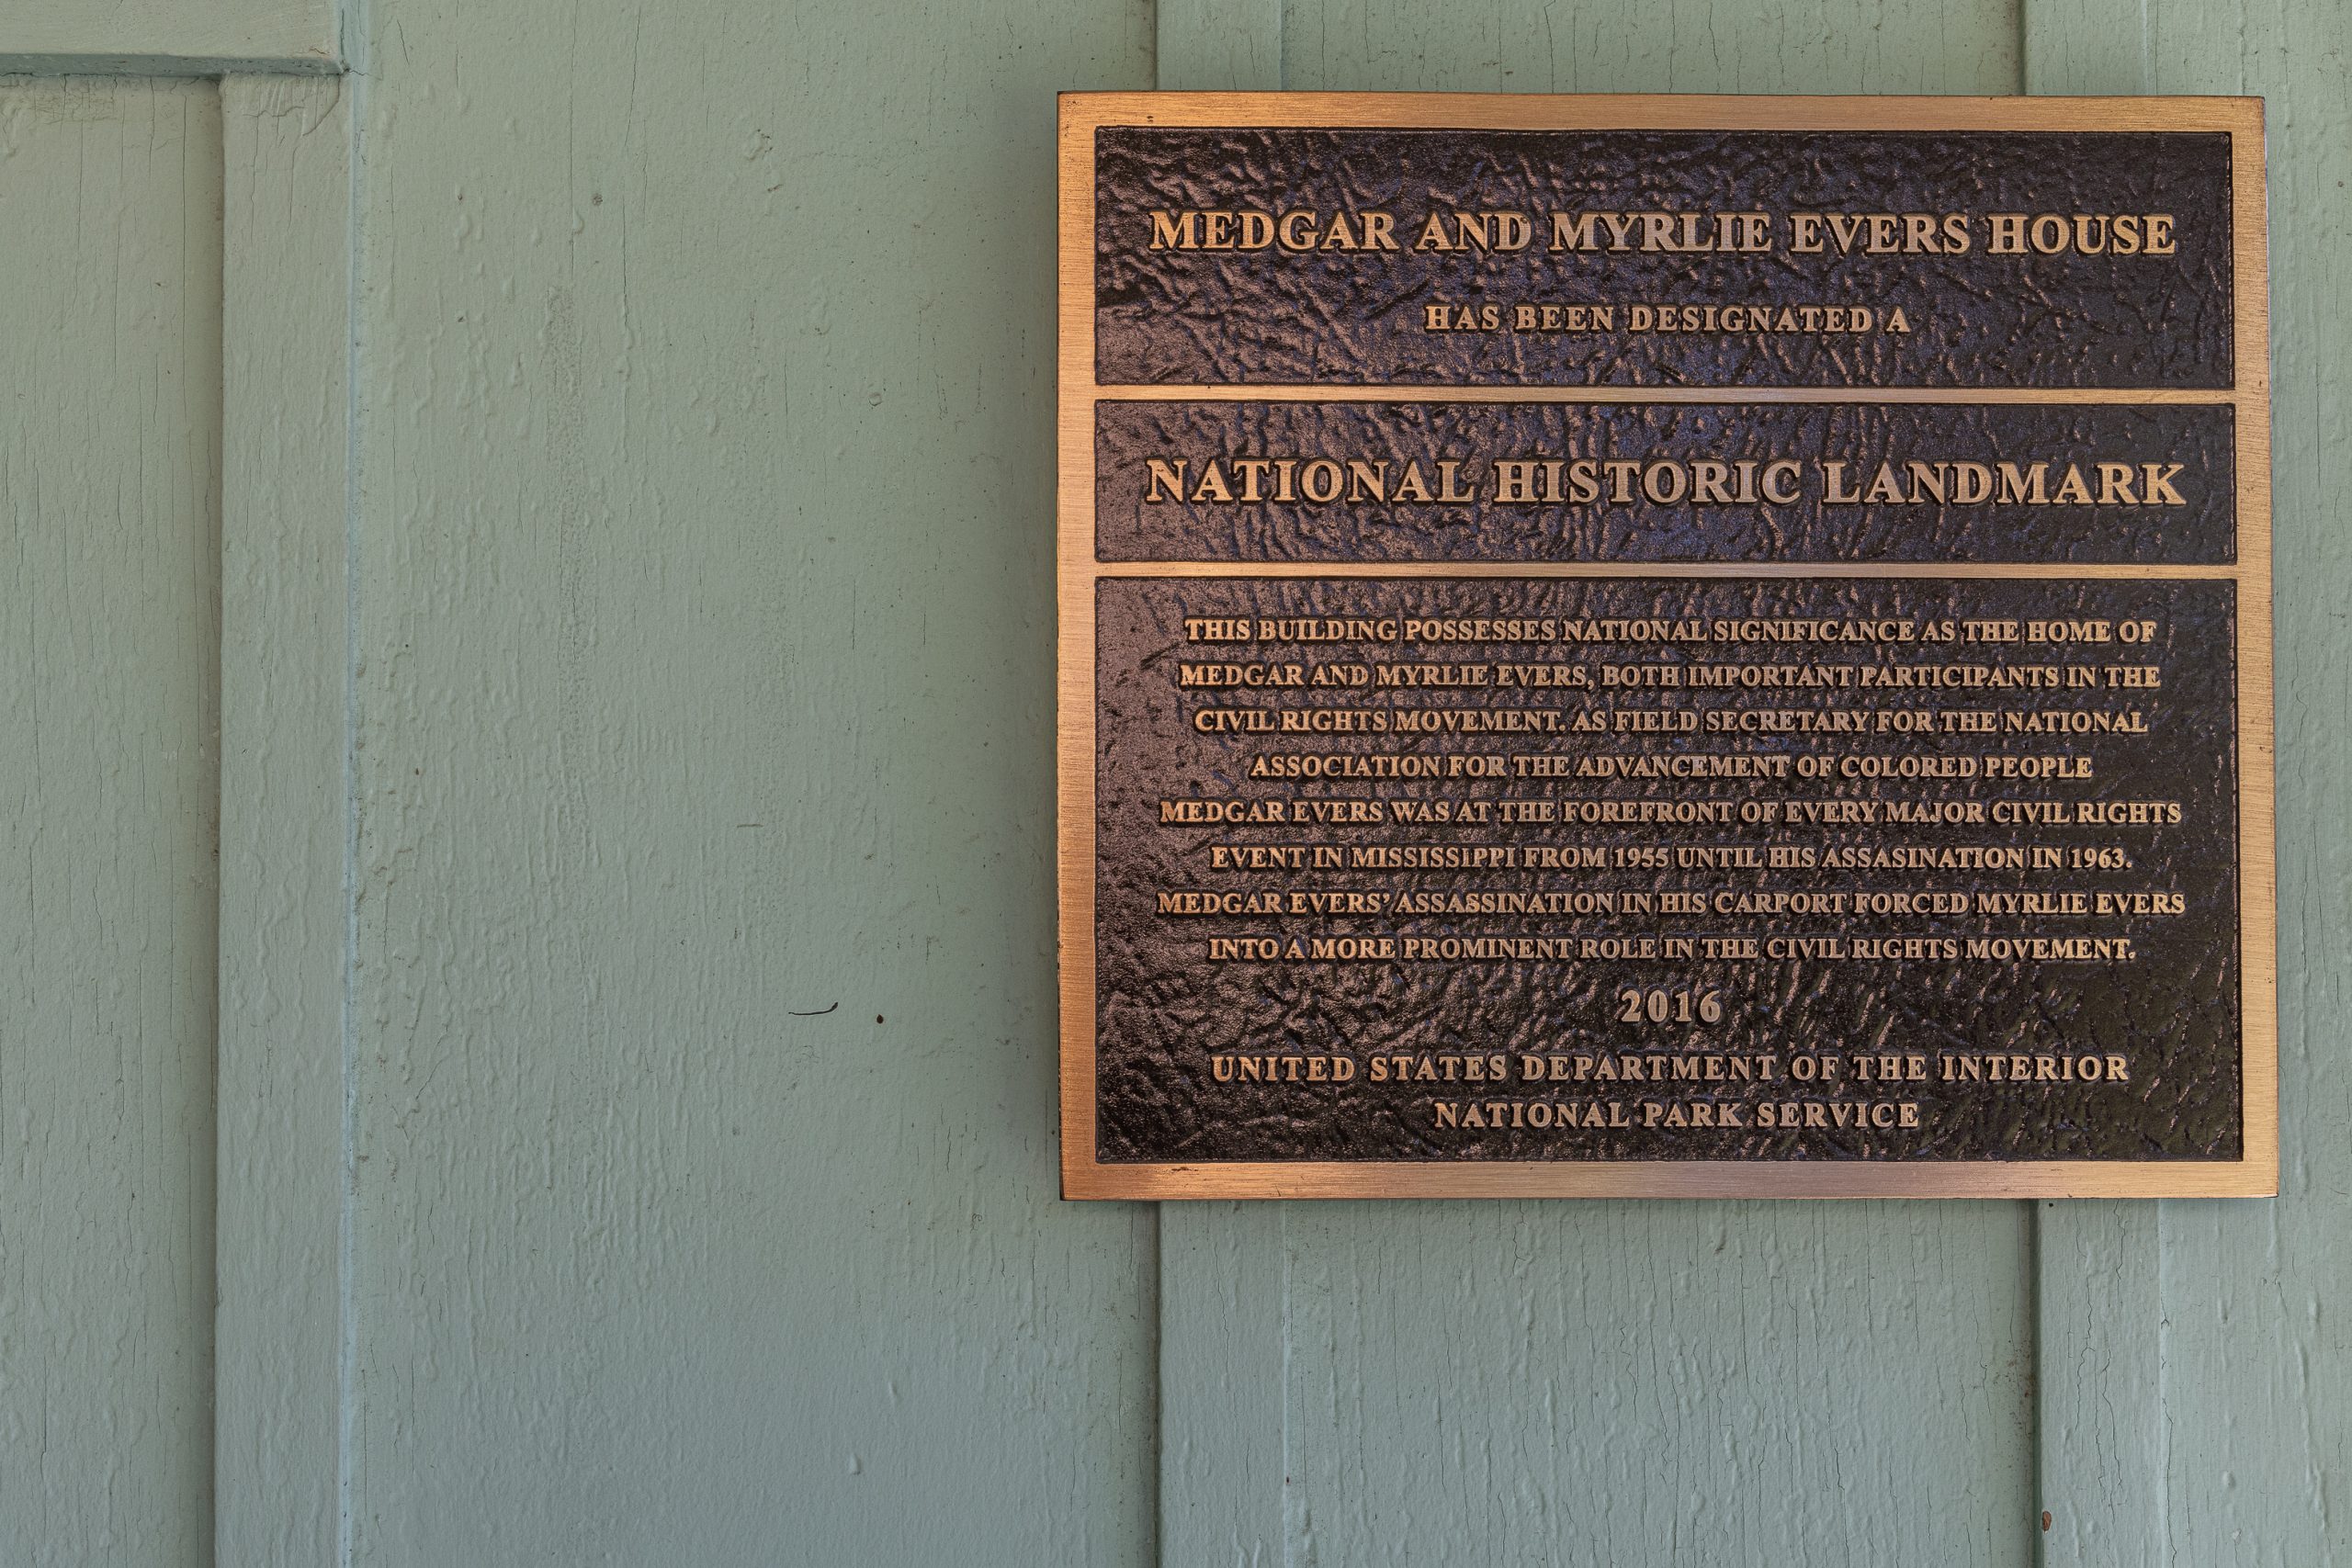 MEDGAR AND MYRLIE EVERS HOUSE
HAS BEEN DESIGNATED A
NATIONAL HISTORIC LANDMARK
THIS BUILDING POSSESSES NATIONAL SIGNIFICANCE AS THE HOME OF
MEDGAR AND MYRLIE EVERS, BOTH IMPORTANT PARTICIPANTS IN THE
CIVIL RIGHTS MOVEMENT. AS FIELD SECRETARY FOR THE NATIONAL
ASSOCIATION FOR THE ADVANCEMENT OF COLORED PEOPLE
MEDGAR EVERS WAS AT THE FOREFRONT OF EVERY MAJOR CIVIL RIGHTS
EVENT IN MISSISSIPPI FROM 1955 UNTIL HIS ASSASINATION IN 1963.
MEDGAR EVERS' ASSASSINATION IN HIS CARPORT FORCED MYRLIE EVERS
INTO A MORE PROMINENT ROLE IN THE CIVIL RIGHTS MOVEMENT.
2016
UNITED STATES DEPARTMENT OF THE INTERIOR
NATIONAL PARK SERVICE